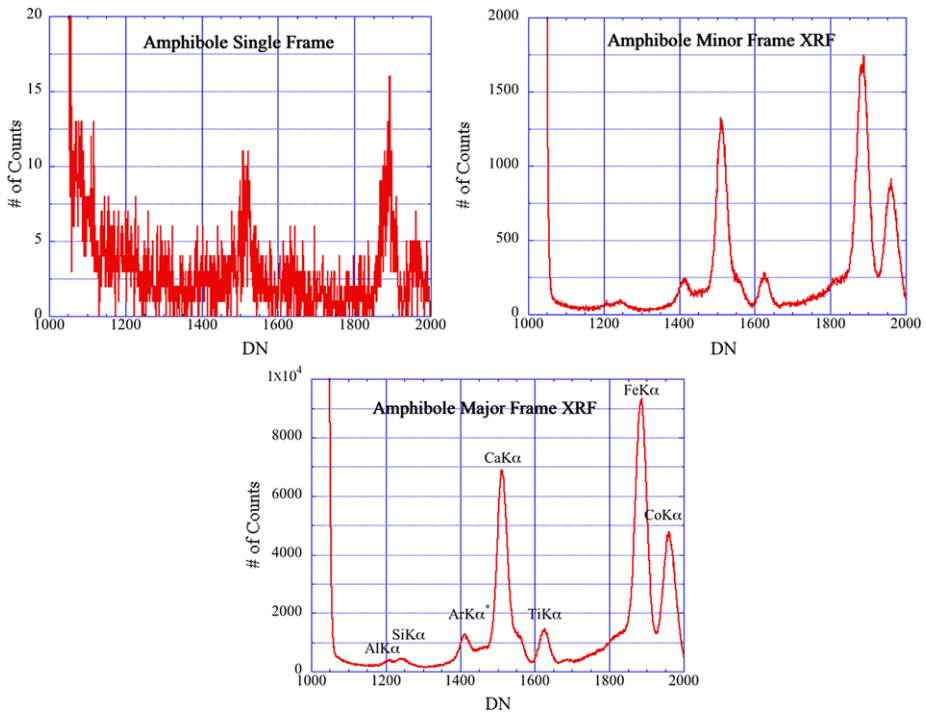 Amphibole Single Frame
20
15
10
5
0
# of Counts
1000 1200 1400 1600 1800 2000
DN
Amphibole Minor Frame XRF
2000
1500
1000
500
0
# of Counts
1000 1200 1400 1600 1800 2000
DN
Amphibole Major Frame XRF
1X10⁴
8000
6000
4000
2000
0
# of Counts
FeKα
CaKα
CoKα
ArKα*
TiKα
SiKα
AlKα
1000 1200 1400 1600 1800 2000
DN